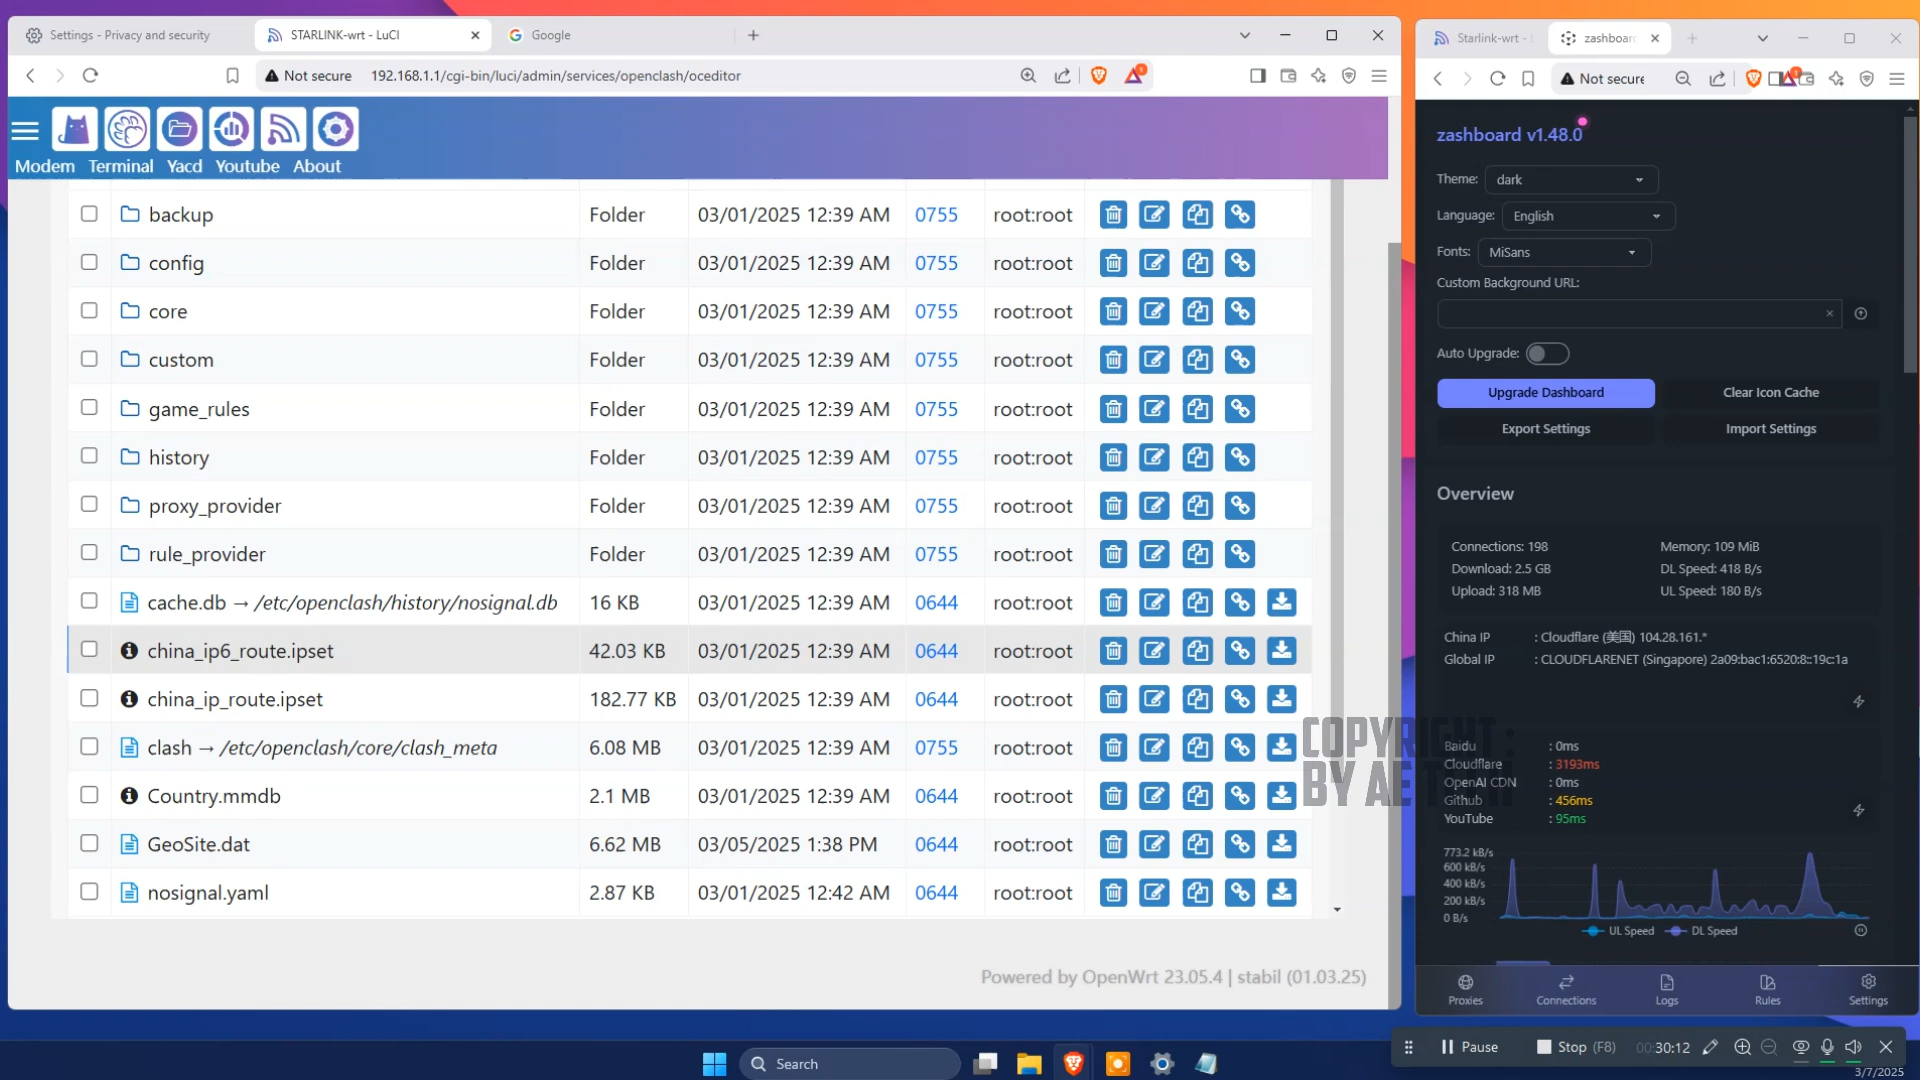 Settings - Privacy and security
STARLINK-wrt - LuCI
Google
Not secure
192.168.1.1/cgi-bin/luci/admin/services/openclash/oceditor
Modem Terminal Yacd Youtube About
backup Folder 03/01/2025 12:39 AM 0755 root:root
config Folder 03/01/2025 12:39 AM 0755 root:root
core Folder 03/01/2025 12:39 AM 0755 root:root
custom Folder 03/01/2025 12:39 AM 0755 root:root
game_rules Folder 03/01/2025 12:39 AM 0755 root:root
history Folder 03/01/2025 12:39 AM 0755 root:root
proxy_provider Folder 03/01/2025 12:39 AM 0755 root:root
rule_provider Folder 03/01/2025 12:39 AM 0755 root:root
cache.db → /etc/openclash/history/nosignal.db 16 KB 03/01/2025 12:39 AM 0644 root:root
china_ip6_route.ipset 42.03 KB 03/01/2025 12:39 AM 0644 root:root
china_ip_route.ipset 182.77 KB 03/01/2025 12:39 AM 0644 root:root
clash → /etc/openclash/core/clash_meta 6.08 MB 03/01/2025 12:39 AM 0755 root:root
Country.mmdb 2.1 MB 03/01/2025 12:39 AM 0644 root:root
GeoSite.dat 6.62 MB 03/05/2025 1:38 PM 0644 root:root
nosignal.yaml 2.87 KB 03/01/2025 12:42 AM 0644 root:root
Powered by OpenWrt 23.05.4 | stabil (01.03.25)
Starlink-wrt -
zashboar
Not secure
zashboard v1.48.0
Theme: dark
Language: English
Fonts: MiSans
Custom Background URL:
Auto Upgrade:
Upgrade Dashboard Clear Icon Cache
Export Settings Import Settings
Overview
Connections: 198 Memory: 109 MiB
Download: 2.5 GB DL Speed: 418 B/s
Upload: 318 MB UL Speed: 180 B/s
China IP : Cloudflare (美国) 104.28.161.*
Global IP : CLOUDFLARENET (Singapore) 2a09:bac1:6520:8::19c:1a
COPYRIGHT :
BY AE
Baidu : 0ms
Cloudflare : 3193ms
OpenAI CDN : 0ms
Github : 456ms
YouTube : 95ms
773.2 kB/s
600 kB/s
400 kB/s
200 kB/s
0 B/s
UL Speed DL Speed
Proxies Connections Logs Rules Settings
Search
Pause Stop (F8) 00:30:12
3/7/2025